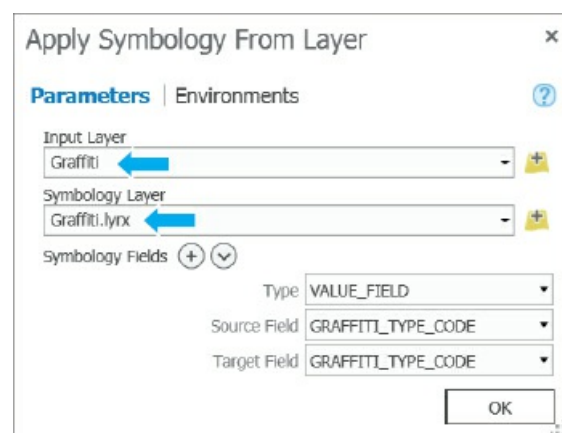 Apply Symbology From Layer ×
Parameters | Environments ?
Input Layer
Graffiti
Symbology Layer
Graffiti.lyrx
Symbology Fields
Type VALUE_FIELD
Source Field GRAFFITI_TYPE_CODE
Target Field GRAFFITI_TYPE_CODE
OK